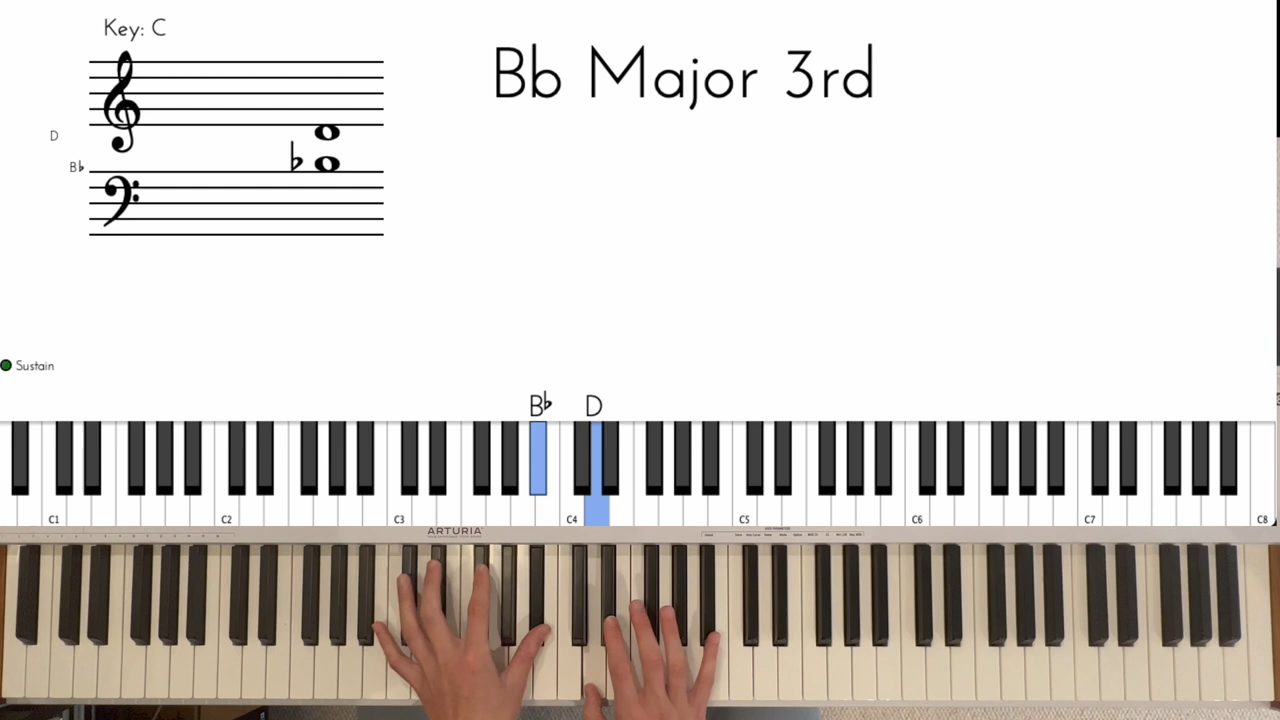 Key: C
Bb Major 3rd
D
B♭
Sustain
B♭ D
C1 C2 C3 C4 C5 C6 C7 C8
ARTURIA